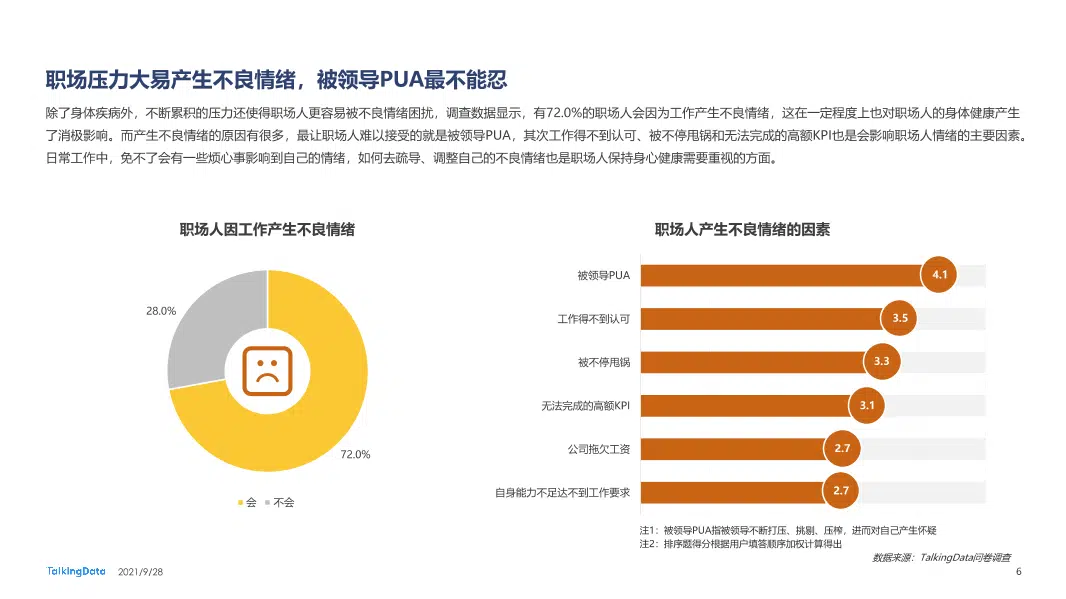 职场压力大易产生不良情绪，被领导PUA最不能忍
除了身体疾病外，不断累积的压力还使得职场人更容易被不良情绪困扰，调查数据显示，有72.0%的职场人会因为工作产生不良情绪，这在一定程度上也对职场人的身体健康产生
了消极影响。而产生不良情绪的原因有很多，最让职场人难以接受的就是被领导PUA，其次工作得不到认可、被不停甩锅和无法完成的高额KPI也是会影响职场人情绪的主要因素。
日常工作中，免不了会有一些烦心事影响到自己的情绪，如何去疏导、调整自己的不良情绪也是职场人保持身心健康需要重视的方面。
职场人因工作产生不良情绪
28.0%
72.0%
会 不会
职场人产生不良情绪的因素
被领导PUA 4.1
工作得不到认可 3.5
被不停甩锅 3.3
无法完成的高额KPI 3.1
公司拖欠工资 2.7
自身能力不足达不到工作要求 2.7
注1：被领导PUA指被领导不断打压、挑剔、压榨，进而对自己产生怀疑
注2：排序题得分根据用户填答顺序加权计算得出
数据来源：TalkingData问卷调查
TalkingData 2021/9/28
6